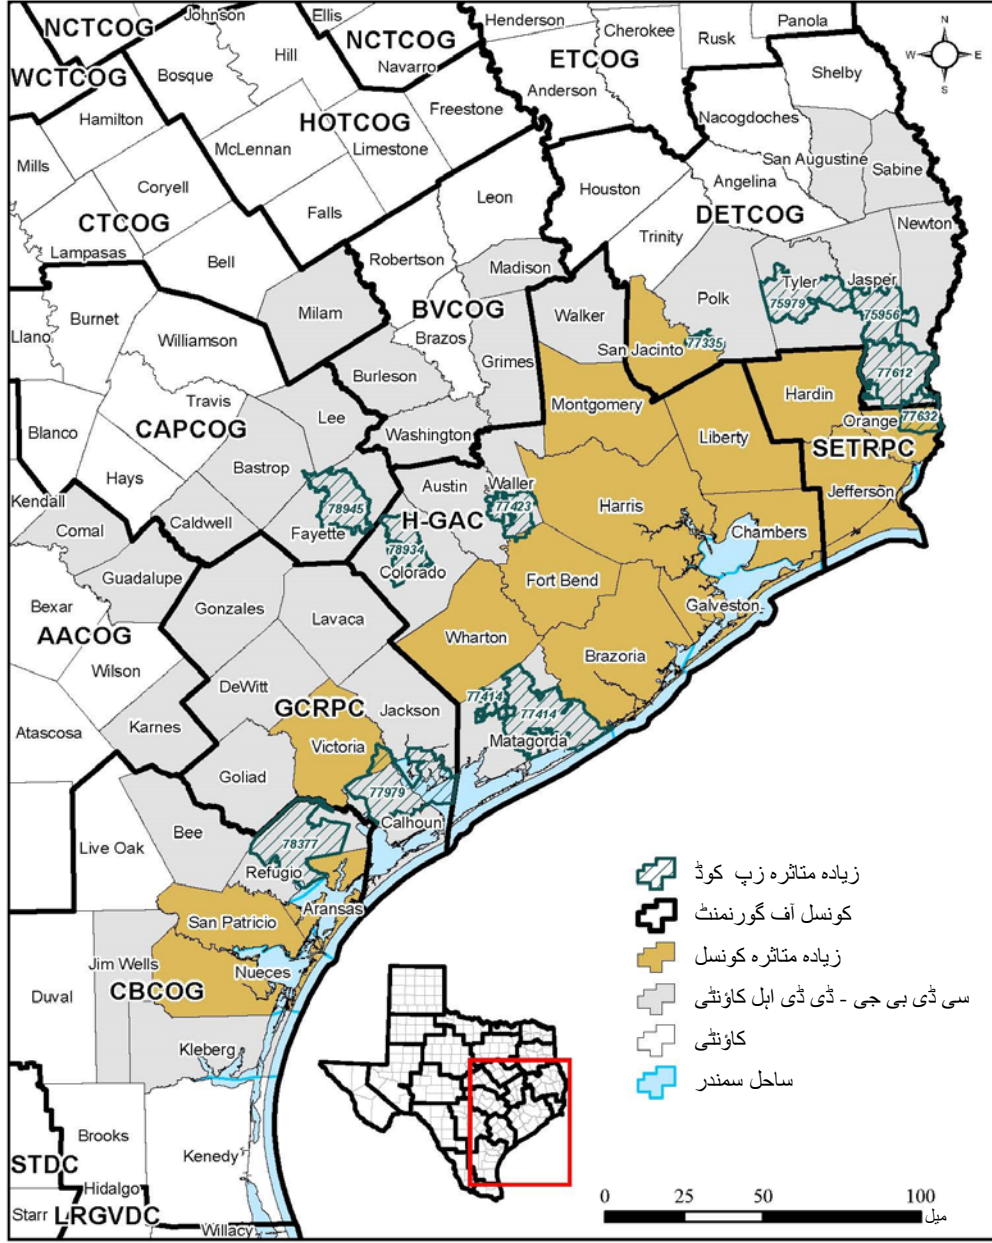 NCTCOG
Johnson
Ellis
Henderson
Cherokee
Panola
Rusk
N
W
E
S
Hill
NCTCOG
ETCOG
WCTCOG
Bosque
Navarro
Shelby
Anderson
Hamilton
HOTCOG
Freestone
Nacogdoches
McLennan
Limestone
Mills
San Augustine
Sabine
Coryell
Leon
Houston
Angelina
CTCOG
Falls
DETCOG
Newton
Trinity
Lampasas
Bell
Robertson
Madison
Tyler
Jasper
Polk
75979
Milam
BVCOG
Walker
75956
Burnet
Llano
Williamson
Brazos
San Jacinto
77335
Grimes
Burleson
77612
Travis
Montgomery
Hardin
Lee
Blanco
CAPCOG
Washington
Liberty
Orange
77632
SETRPC
Bastrop
Hays
Austin
Waller
Jefferson
Kendall
78945
77423
Harris
Comal
Caldwell
Fayette
H-GAC
Chambers
78934
Colorado
Guadalupe
Fort Bend
Bexar
Gonzales
Lavaca
Galveston
AACOG
Wharton
Wilson
Brazoria
DeWitt
77414
GCRPC
Jackson
77414
Karnes
Atascosa
Victoria
Matagorda
Goliad
77979
Calhoun
Bee
78377
Live Oak
Refugio
زیادہ متاثرہ زپ کوڈ
Aransas
کونسل آف گورنمنٹ
San Patricio
زیادہ متاثرہ کونسل
Jim Wells
Nueces
CBCOG
Duval
سی ڈی بی جی - ڈی ڈی اہل کاؤنٹی
کاؤنٹی
Kleberg
ساحل سمندر
Brooks
Kenedy
STDC
Hidalgo
0 25 50 100
Starr
LRGVDC
میل
Willacy